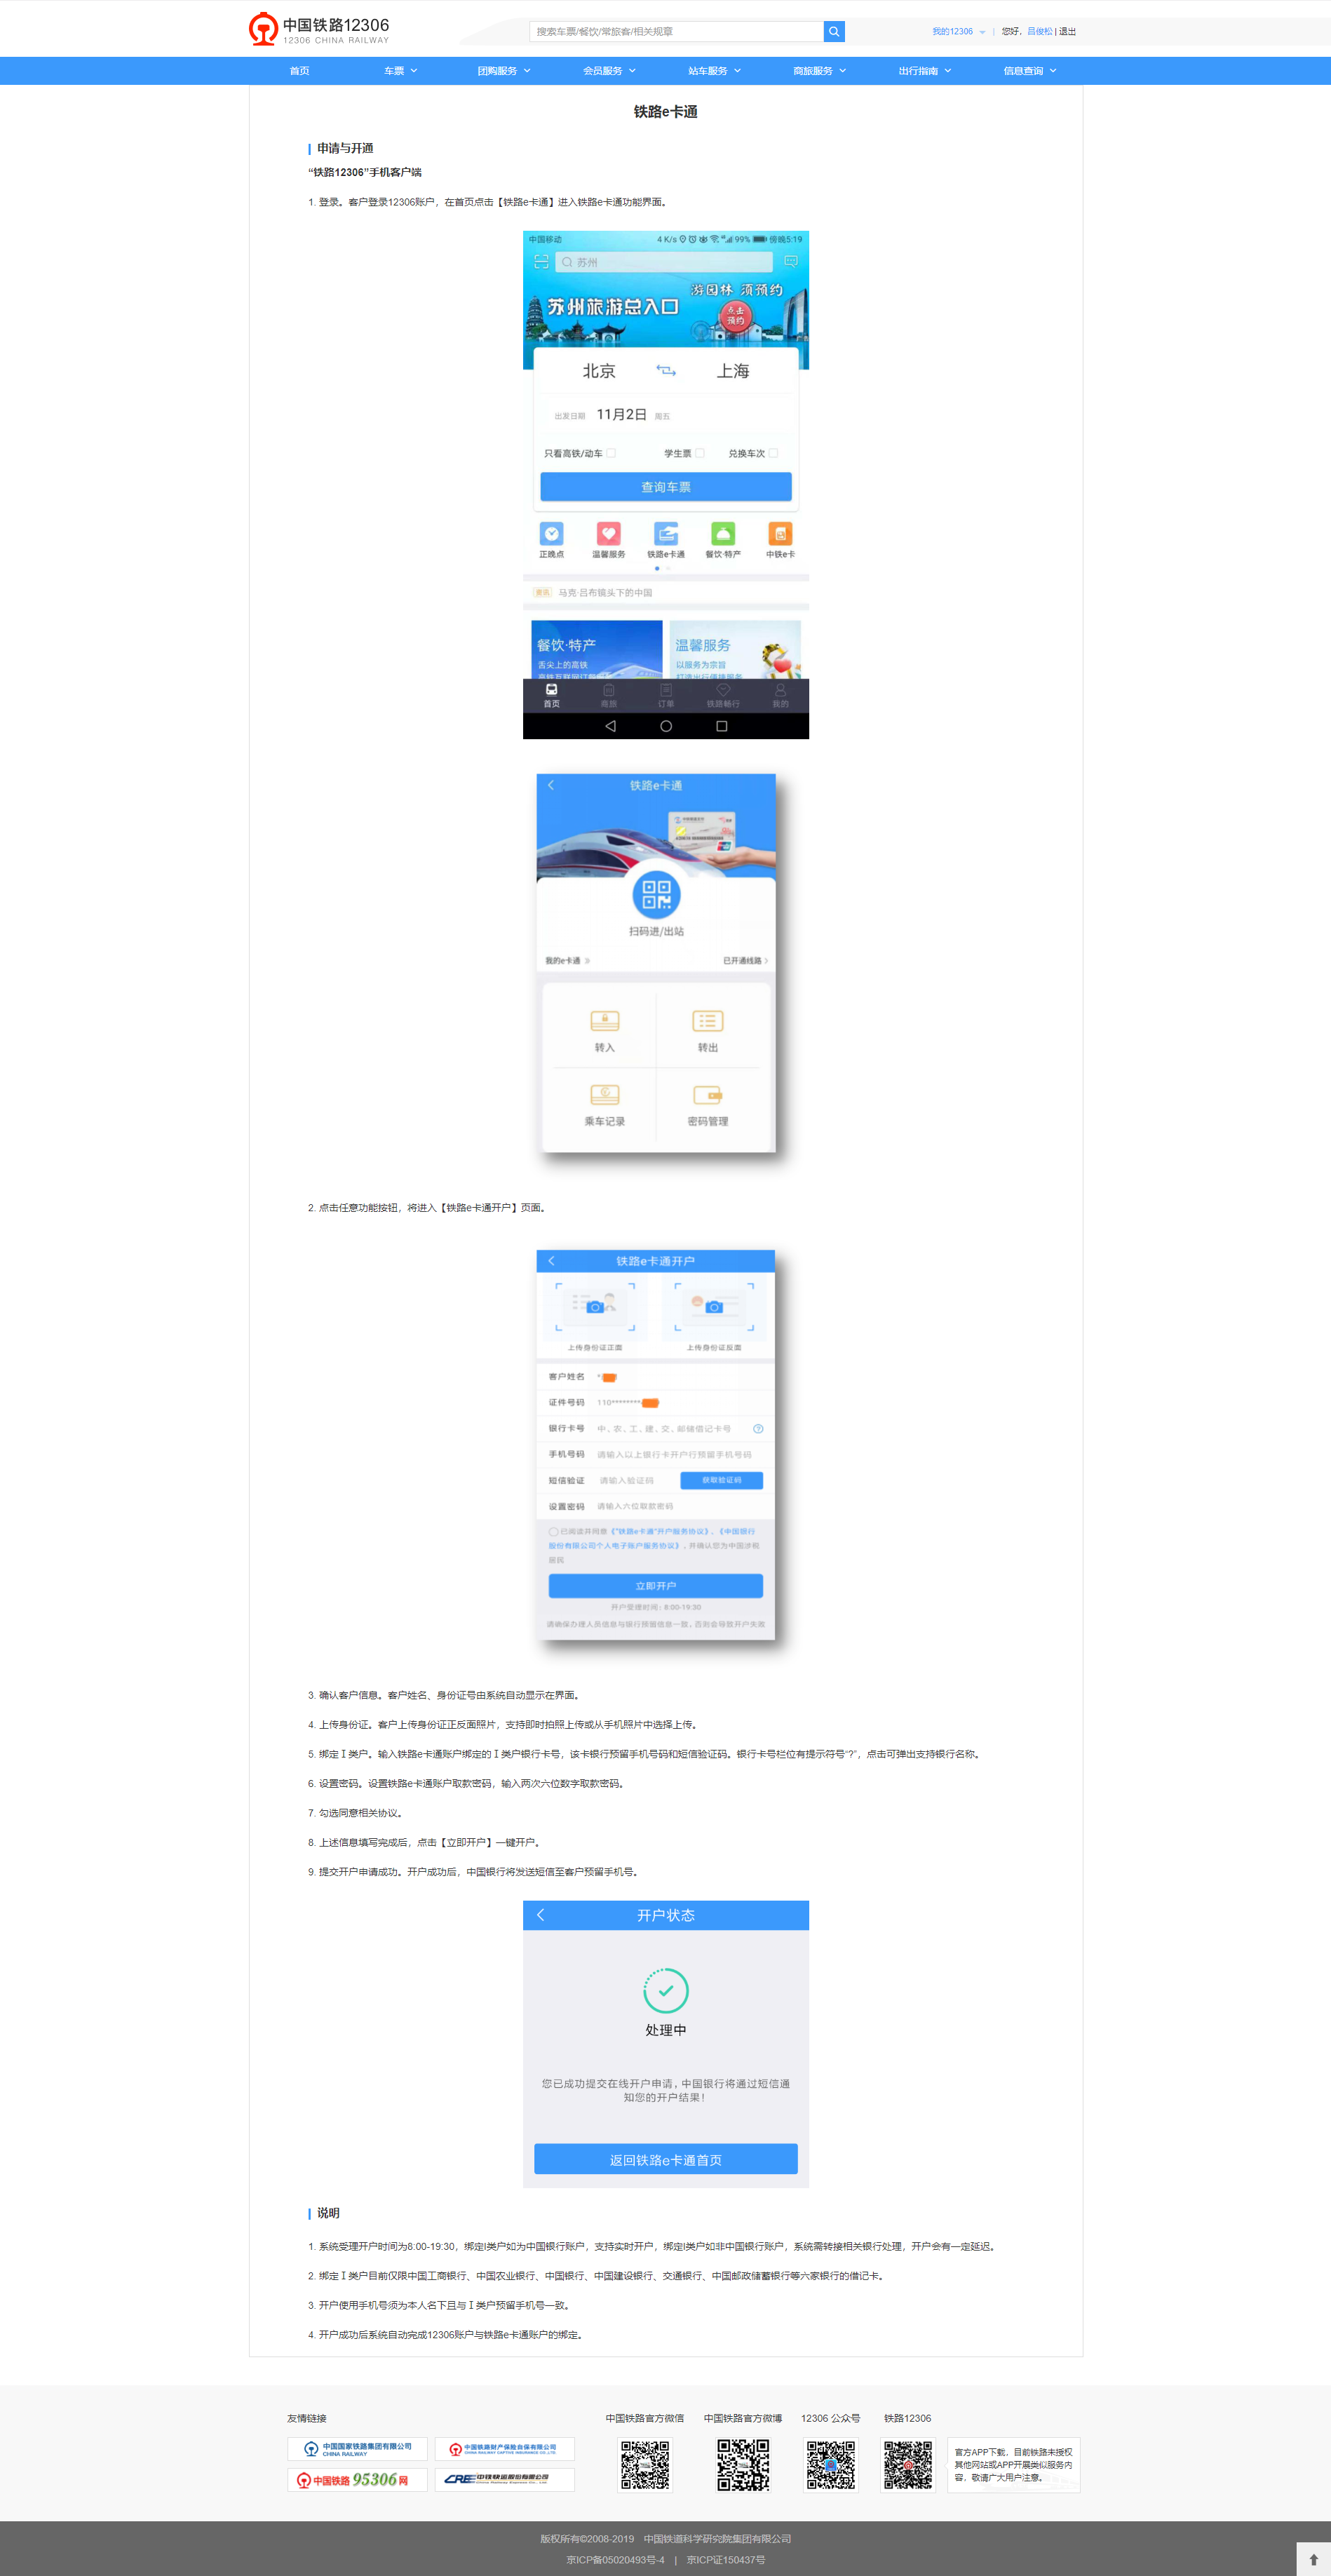 中国铁路12306
12306 CHINA RAILWAY
搜索车票/餐饮/常旅客/相关规章
我的12306 | 您好，吕俊松 | 退出
首页 车票 团购服务 会员服务 站车服务 商旅服务 出行指南 信息查询
铁路e卡通
申请与开通
“铁路12306”手机客户端
1. 登录。客户登录12306账户，在首页点击【铁路e卡通】进入铁路e卡通功能界面。
中国移动 4 K/s 99% 傍晚5:19
苏州
游园林 须预约
苏州旅游总入口
点击
预约
北京 上海
出发日期 11月2日 周五
只看高铁/动车 学生票 兑换车次
查询车票
正晚点 温馨服务 铁路e卡通 餐饮·特产 中铁e卡
资讯 马克·吕布镜头下的中国
餐饮·特产 温馨服务
舌尖上的高铁 以服务为宗旨
首页 商旅 订单 铁路畅行 我的
铁路e卡通
扫码进/出站
我的e卡通 已开通线路
转入 转出
乘车记录 密码管理
2. 点击任意功能按钮，将进入【铁路e卡通开户】页面。
铁路e卡通开户
上传身份证正面 上传身份证反面
客户姓名 *
证件号码 110********
银行卡号 中、农、工、建、交、邮储借记卡号 ?
手机号码 请输入以上银行卡开户行预留手机号码
短信验证 请输入验证码 获取验证码
设置密码 请输入六位取款密码
已阅读并同意《“铁路e卡通”开户服务协议》、《中国银行
股份有限公司个人电子账户服务协议》，并确认您为中国涉税
居民
立即开户
开户受理时间：8:00-19:30
请确保办理人员信息与银行预留信息一致，否则会导致开户失败
3. 确认客户信息。客户姓名、身份证号由系统自动显示在界面。
4. 上传身份证。客户上传身份证正反面照片，支持即时拍照上传或从手机照片中选择上传。
5. 绑定Ⅰ类户。输入铁路e卡通账户绑定的Ⅰ类户银行卡号，该卡银行预留手机号码和短信验证码。银行卡号栏位有提示符号“?”，点击可弹出支持银行名称。
6. 设置密码。设置铁路e卡通账户取款密码，输入两次六位数字取款密码。
7. 勾选同意相关协议。
8. 上述信息填写完成后，点击【立即开户】一键开户。
9. 提交开户申请成功。开户成功后，中国银行将发送短信至客户预留手机号。
开户状态
处理中
您已成功提交在线开户申请，中国银行将通过短信通
知您的开户结果！
返回铁路e卡通首页
说明
1. 系统受理开户时间为8:00-19:30，绑定I类户如为中国银行账户，支持实时开户，绑定I类户如非中国银行账户，系统需转接相关银行处理，开户会有一定延迟。
2. 绑定Ⅰ类户目前仅限中国工商银行、中国农业银行、中国银行、中国建设银行、交通银行、中国邮政储蓄银行等六家银行的借记卡。
3. 开户使用手机号须为本人名下且与Ⅰ类户预留手机号一致。
4. 开户成功后系统自动完成12306账户与铁路e卡通账户的绑定。
友情链接 中国铁路官方微信 中国铁路官方微博 12306 公众号 铁路12306
中国国家铁路集团有限公司
CHINA RAILWAY
中国铁路财产保险自保有限公司
CHINA RAILWAY CAPTIVE INSURANCE CO.,LTD.
中国铁路 95306 网
CRE 中铁快运股份有限公司
官方APP下载，目前铁路未授权
其他网站或APP开展类似服务内
容，敬请广大用户注意。
版权所有©2008-2019 中国铁道科学研究院集团有限公司
京ICP备05020493号-4 | 京ICP证150437号